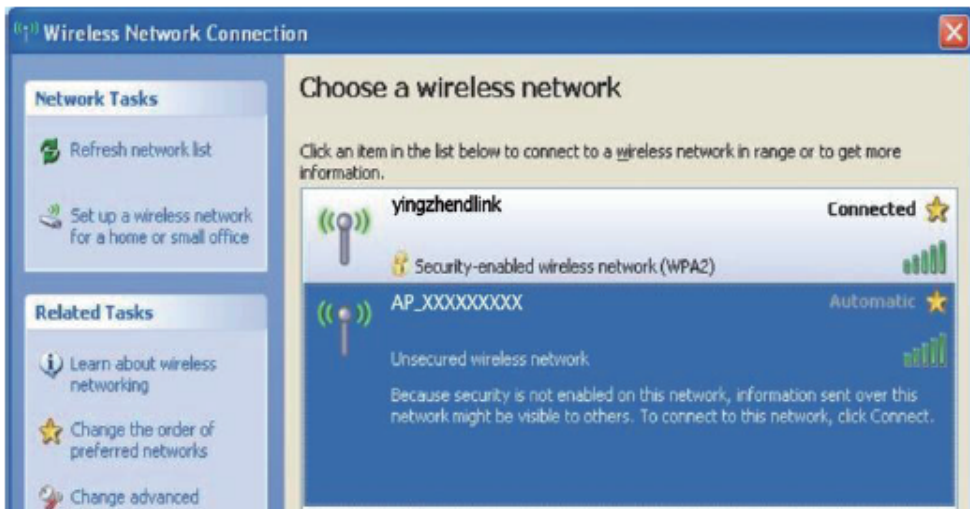 Wireless Network Connection
Network Tasks
Refresh network list
Set up a wireless network
for a home or small office
Related Tasks
Learn about wireless
networking
Change the order of
preferred networks
Change advanced
Choose a wireless network
Click an item in the list below to connect to a wireless network in range or to get more
information.
yingzhendlink
Connected
Security-enabled wireless network (WPA2)
AP_XXXXXXXXX
Automatic
Unsecured wireless network
Because security is not enabled on this network, information sent over this
network might be visible to others. To connect to this network, click Connect.